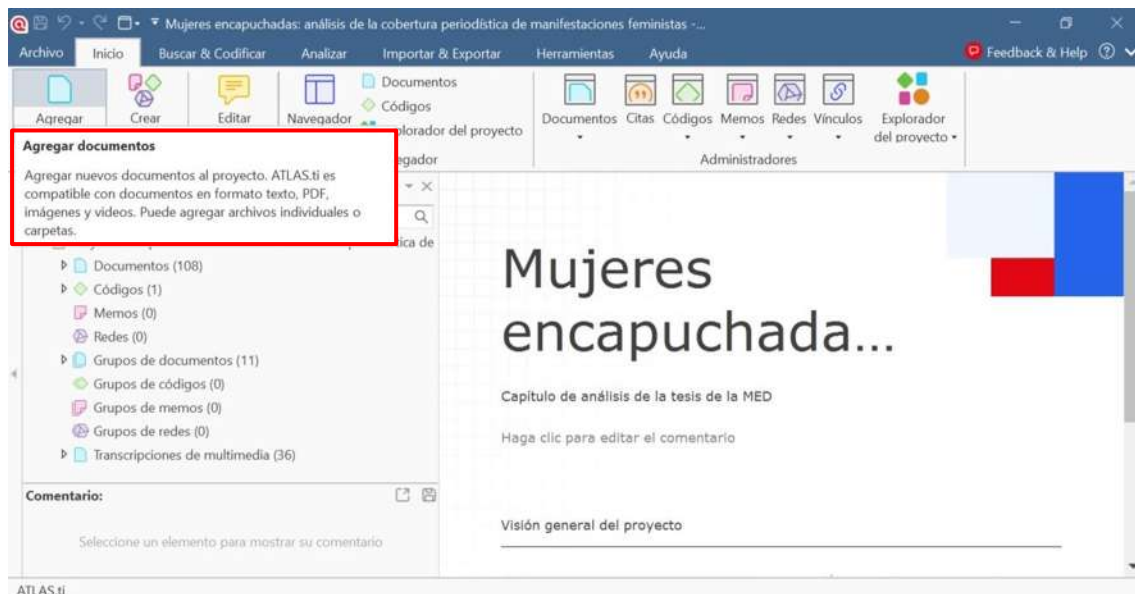 Mujeres encapuchadas: análisis de la cobertura periodística de manifestaciones feministas -...
Archivo Inicio Buscar & Codificar Analizar Importar & Exportar Herramientas Ayuda Feedback & Help
Agregar Crear Editar Navegador
Documentos
Códigos
Explorador del proyecto
Documentos Citas Códigos Memos Redes Vínculos Explorador
del proyecto
Administradores
Agregar documentos
Agregar nuevos documentos al proyecto. ATLAS.ti es
compatible con documentos en formato texto, PDF,
imágenes y videos. Puede agregar archivos individuales o
carpetas.
Documentos (108)
Códigos (1)
Memos (0)
Redes (0)
Grupos de documentos (11)
Grupos de códigos (0)
Grupos de memos (0)
Grupos de redes (0)
Transcripciones de multimedia (36)
Comentario:
Seleccione un elemento para mostrar su comentario
Mujeres
encapuchada...
Capítulo de análisis de la tesis de la MED
Haga clic para editar el comentario
Visión general del proyecto
ATLAS.ti